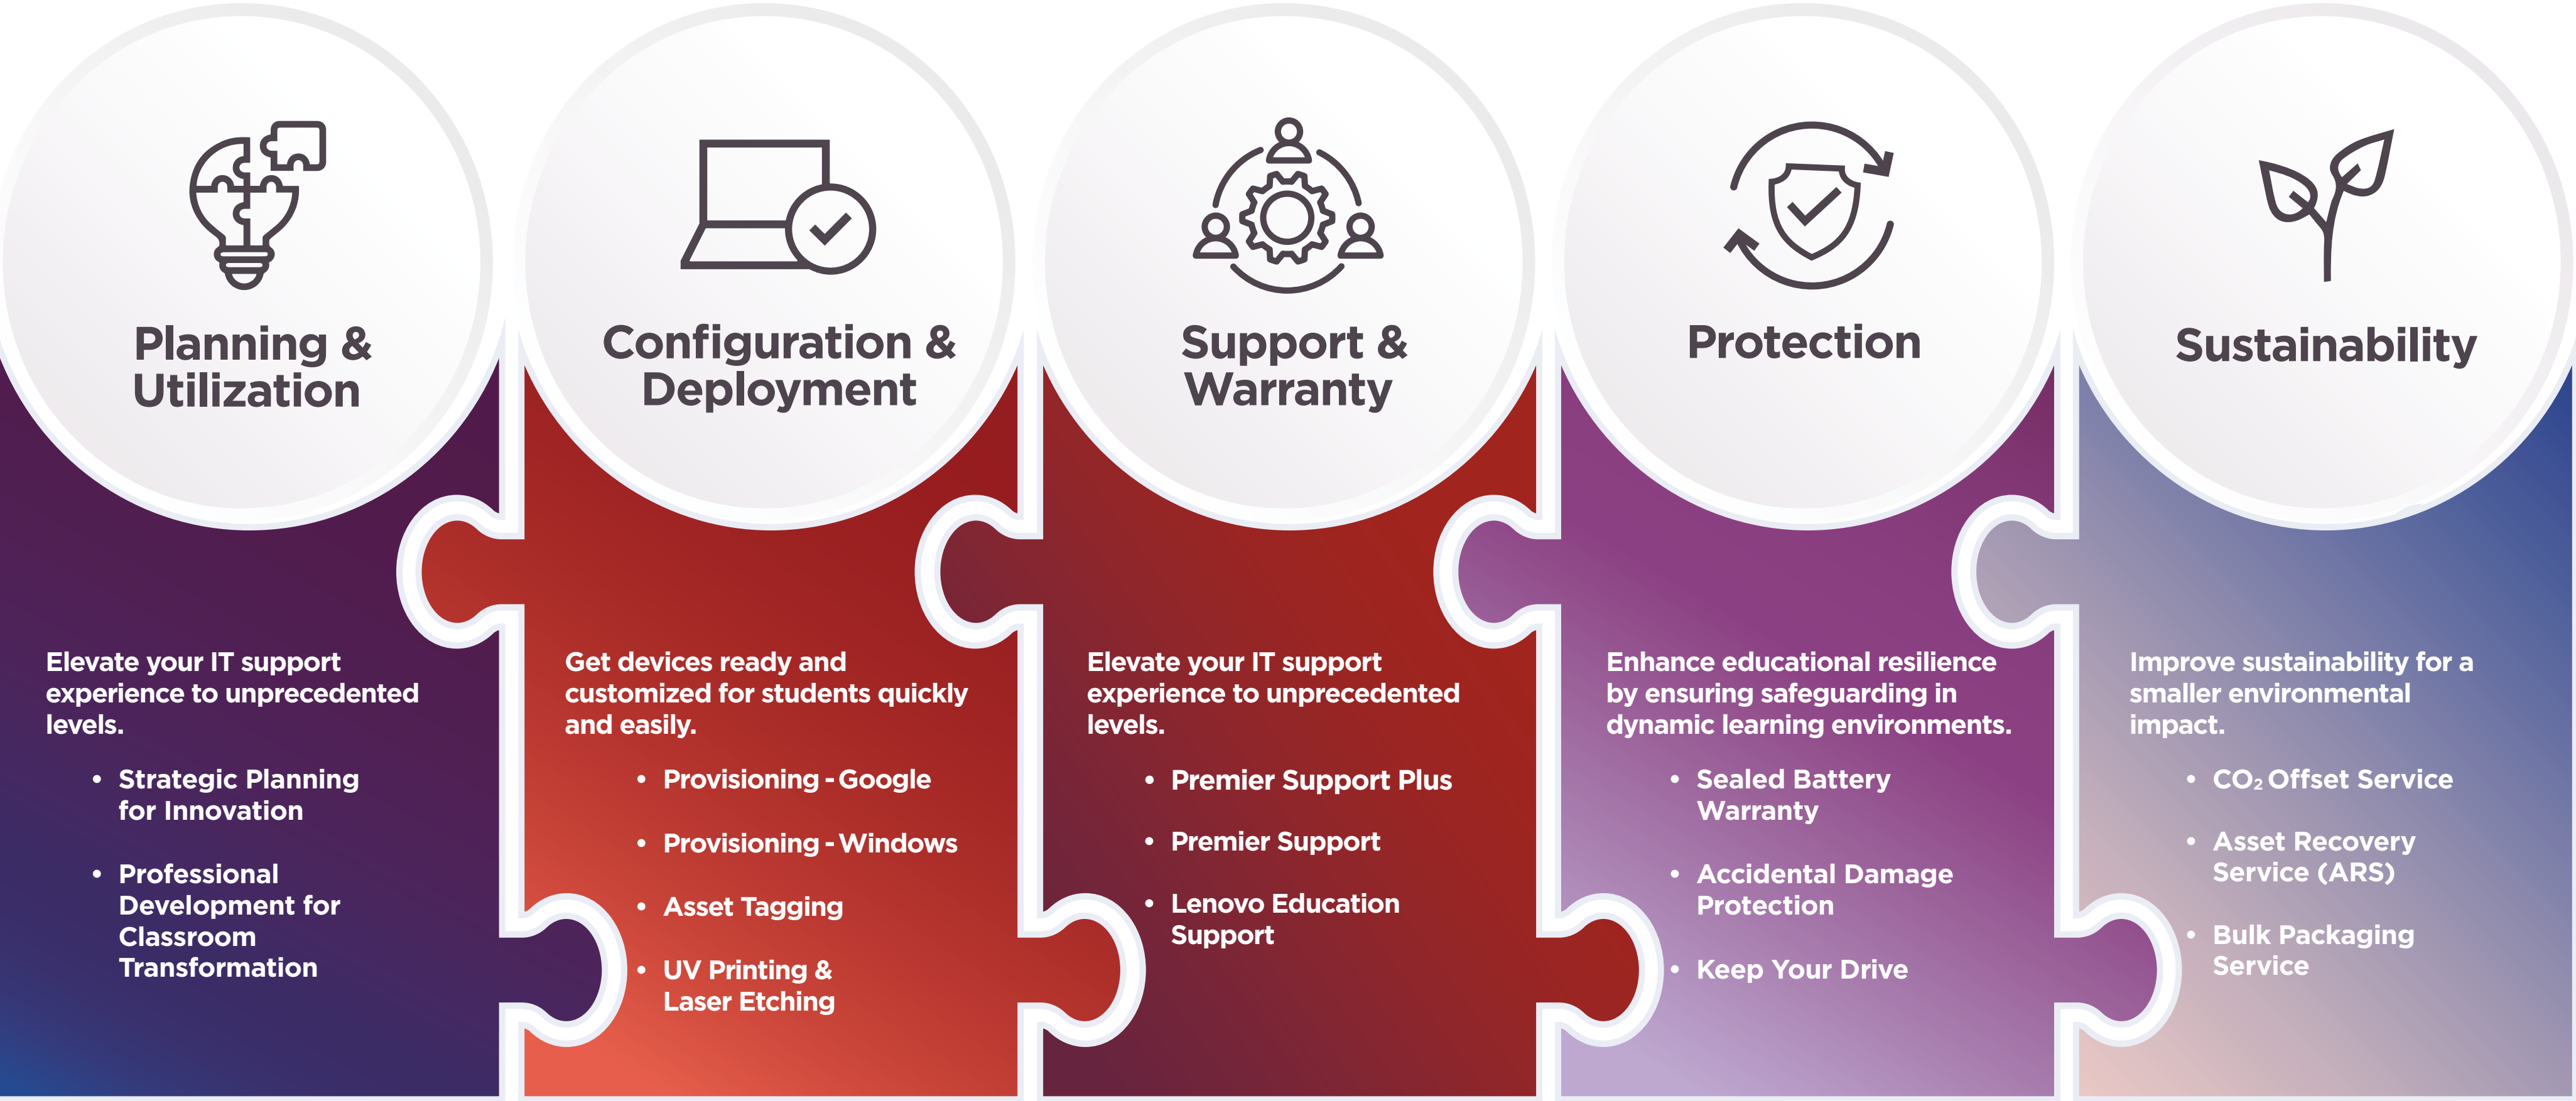 Planning &
Utilization
Elevate your IT support
experience to unprecedented
levels.
• Strategic Planning
for Innovation
• Professional
Development for
Classroom
Transformation
Configuration &
Deployment
Get devices ready and
customized for students quickly
and easily.
• Provisioning - Google
• Provisioning - Windows
• Asset Tagging
• UV Printing &
Laser Etching
Support &
Warranty
Elevate your IT support
experience to unprecedented
levels.
• Premier Support Plus
• Premier Support
• Lenovo Education
Support
Protection
Enhance educational resilience
by ensuring safeguarding in
dynamic learning environments.
• Sealed Battery
Warranty
• Accidental Damage
Protection
• Keep Your Drive
Sustainability
Improve sustainability for a
smaller environmental
impact.
• CO₂ Offset Service
• Asset Recovery
Service (ARS)
• Bulk Packaging
Service